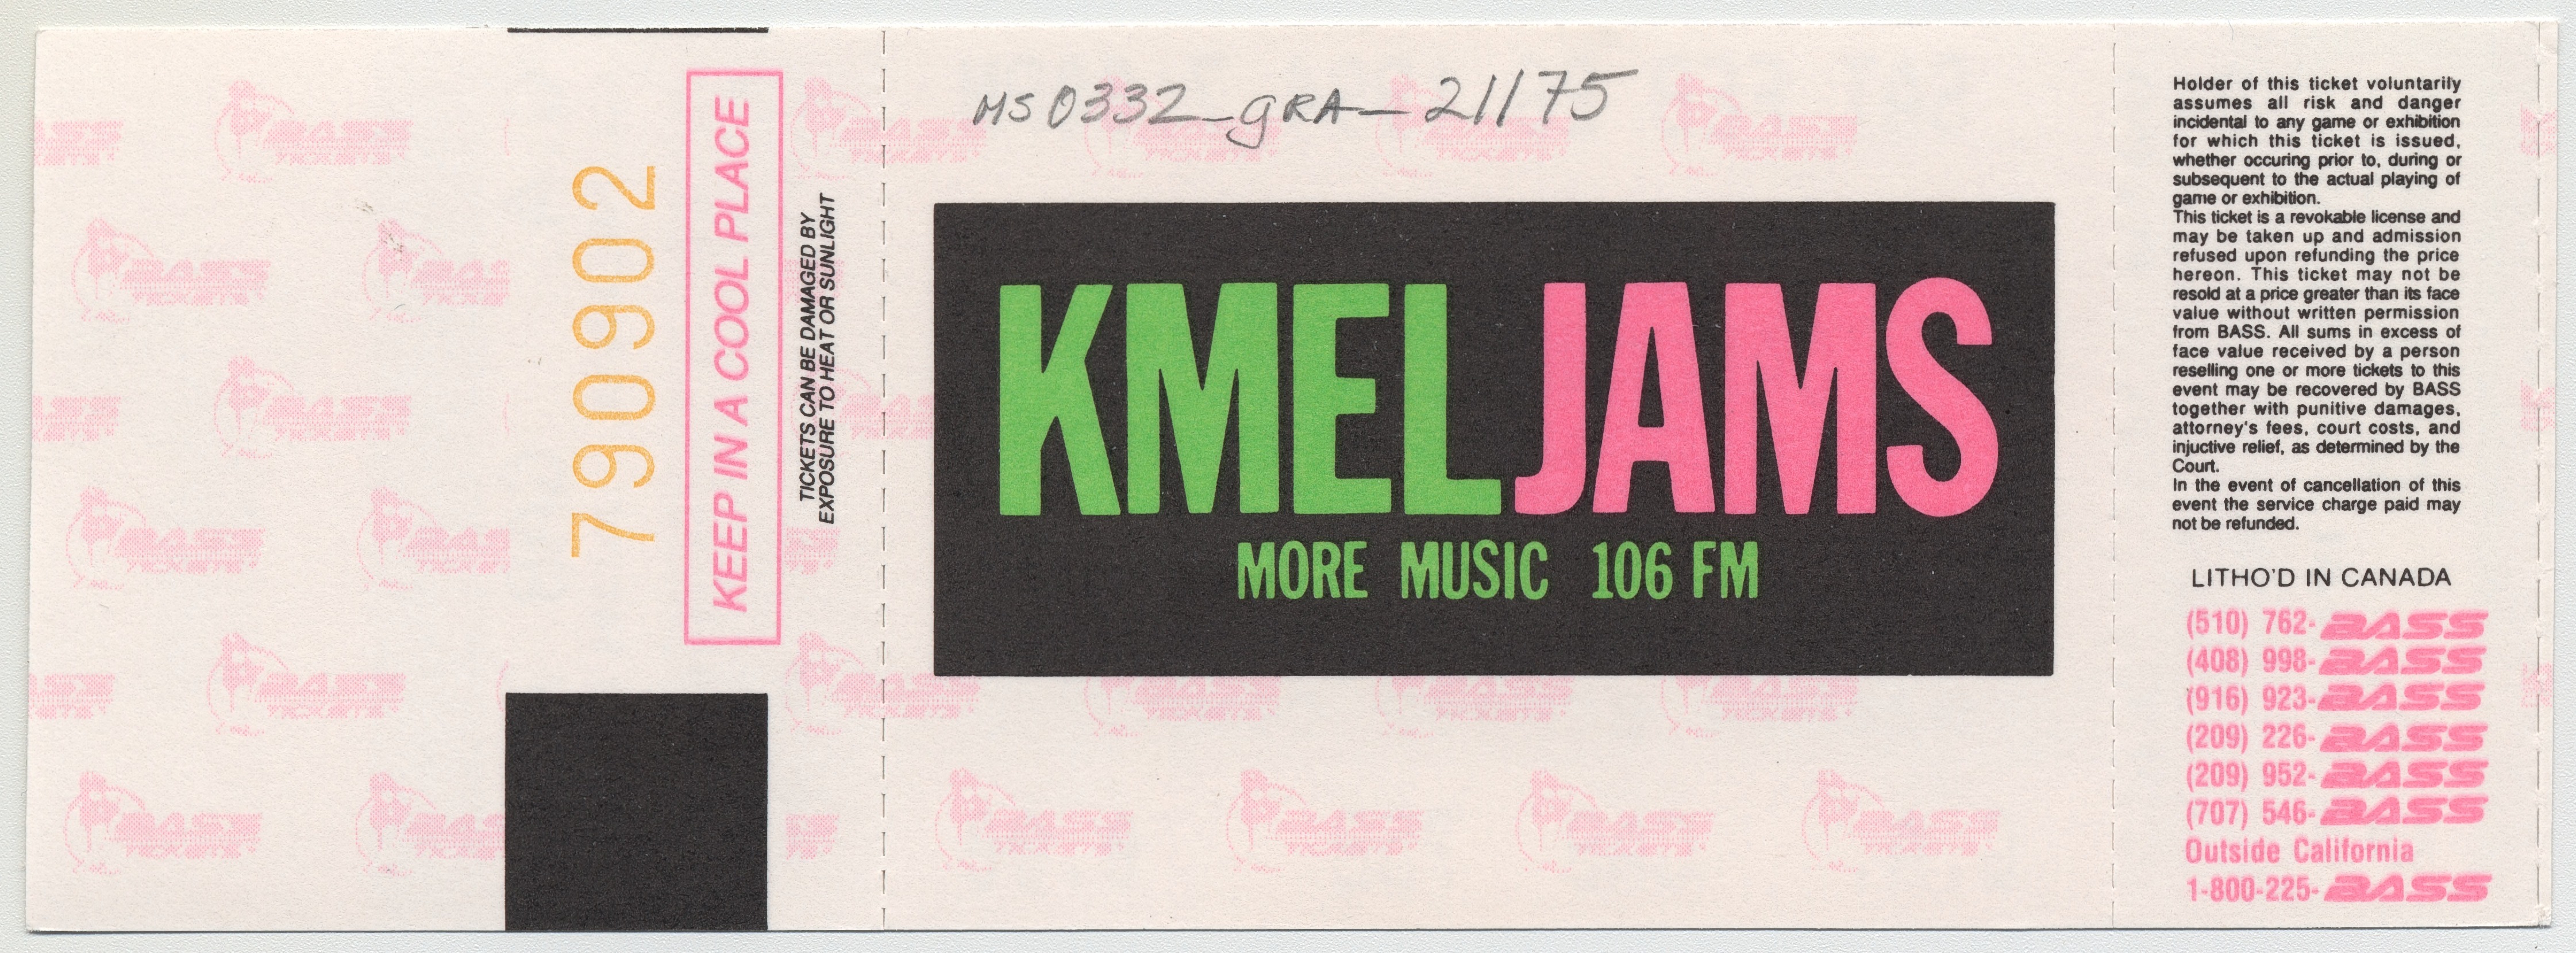 79092
KEEP IN A COOL PLACE
TICKETS CAN BE DAMAGED BY
EXPOSURE TO HEAT OR SUNLIGHT
MS0332_gRA_21175
KMELJAMS
MORE MUSIC 106 FM
Holder of this ticket voluntarily
assumes all risk and danger
incidental to any game or exhibition
for which this ticket is issued,
whether occuring prior to, during or
subsequent to the actual playing of
game or exhibition.
This ticket is a revokable license and
may be taken up and admission
refused upon refunding the price
hereon. This ticket may not be
resold at a price greater than its face
value without written permission
from BASS. All sums in excess of
face value received by a person
reselling one or more tickets to this
event may be recovered by BASS
together with punitive damages,
attorney's fees, court costs, and
injuctive relief, as determined by the
Court.
In the event of cancellation of this
event the service charge paid may
not be refunded.
LITHO'D IN CANADA
(510) 762-BASS
(408) 998-BASS
(916) 923-BASS
(209) 226-BASS
(209) 952-BASS
(707) 546-BASS
Outside California
1-800-225-BASS
BASS
TICKETS